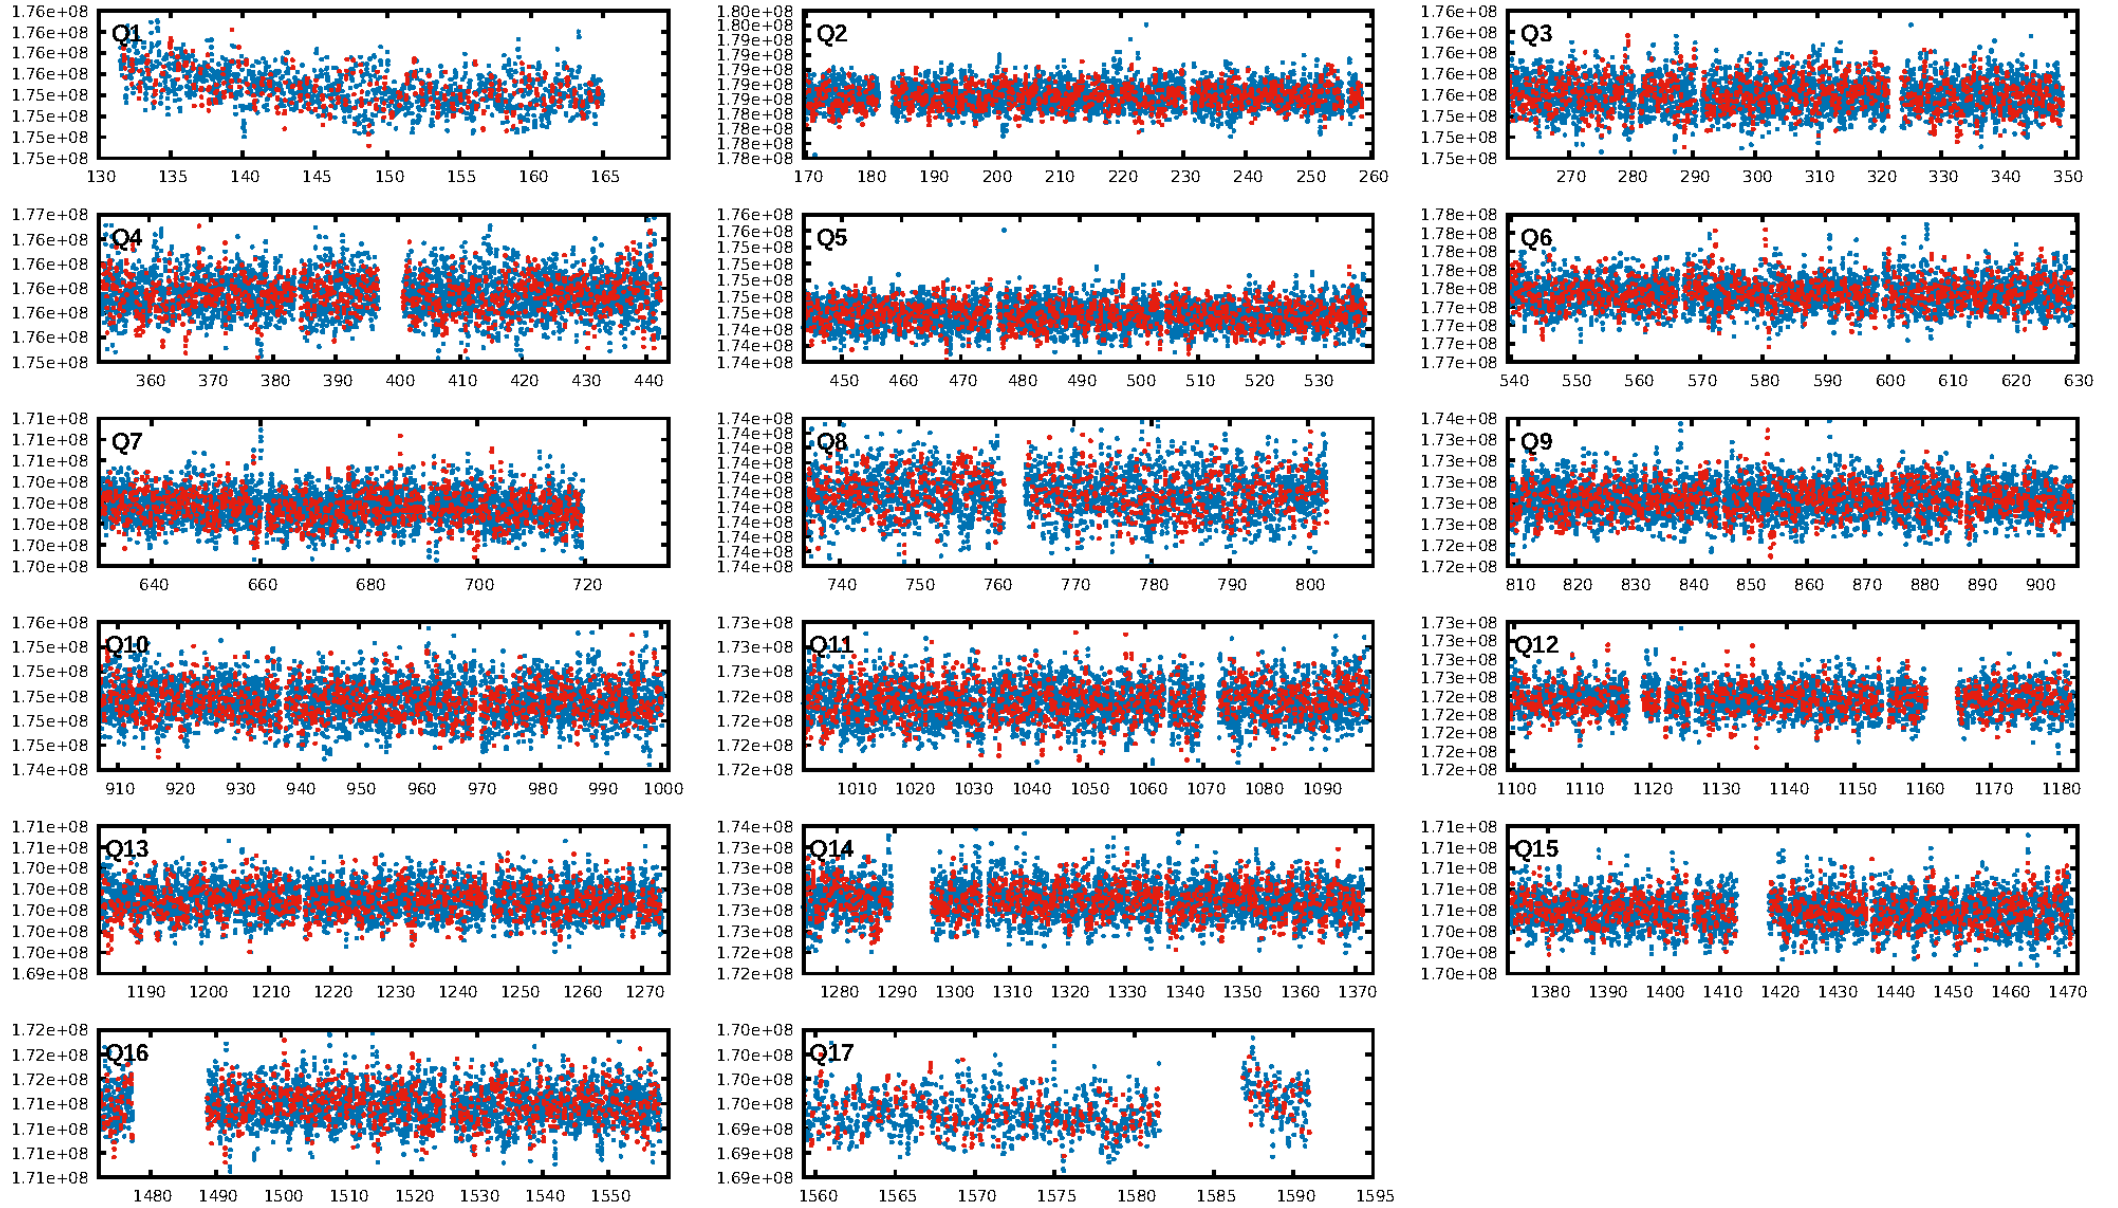 1.76e+08
1.76e+08
1.76e+08
1.76e+08
1.75e+08
1.75e+08
1.75e+08
1.75e+08
Q1
130 135 140 145 150 155 160 165
1.80e+08
1.80e+08
1.79e+08
1.79e+08
1.79e+08
1.79e+08
1.79e+08
1.78e+08
1.78e+08
1.78e+08
1.78e+08
Q2
170 180 190 200 210 220 230 240 250 260
1.76e+08
1.76e+08
1.76e+08
1.76e+08
1.76e+08
1.75e+08
1.75e+08
1.75e+08
Q3
270 280 290 300 310 320 330 340 350
1.77e+08
1.76e+08
1.76e+08
1.76e+08
1.76e+08
1.76e+08
1.75e+08
Q4
360 370 380 390 400 410 420 430 440
1.76e+08
1.75e+08
1.75e+08
1.75e+08
1.75e+08
1.75e+08
1.75e+08
1.74e+08
1.74e+08
1.74e+08
Q5
450 460 470 480 490 500 510 520 530
1.78e+08
1.78e+08
1.78e+08
1.78e+08
1.78e+08
1.77e+08
1.77e+08
1.77e+08
1.77e+08
Q6
540 550 560 570 580 590 600 610 620 630
1.71e+08
1.71e+08
1.71e+08
1.70e+08
1.70e+08
1.70e+08
1.70e+08
1.70e+08
Q7
640 660 680 700 720
1.74e+08
1.74e+08
1.74e+08
1.74e+08
1.74e+08
1.74e+08
1.74e+08
1.74e+08
1.74e+08
1.74e+08
1.74e+08
Q8
740 750 760 770 780 790 800
1.74e+08
1.73e+08
1.73e+08
1.73e+08
1.73e+08
1.73e+08
1.72e+08
1.72e+08
Q9
810 820 830 840 850 860 870 880 890 900
1.76e+08
1.75e+08
1.75e+08
1.75e+08
1.75e+08
1.75e+08
1.74e+08
Q10
910 920 930 940 950 960 970 980 990 1000
1.73e+08
1.73e+08
1.73e+08
1.72e+08
1.72e+08
1.72e+08
1.72e+08
Q11
1010 1020 1030 1040 1050 1060 1070 1080 1090
1.73e+08
1.73e+08
1.73e+08
1.73e+08
1.72e+08
1.72e+08
1.72e+08
1.72e+08
1.72e+08
Q12
1100 1110 1120 1130 1140 1150 1160 1170 1180
1.71e+08
1.71e+08
1.70e+08
1.70e+08
1.70e+08
1.70e+08
1.70e+08
1.69e+08
Q13
1190 1200 1210 1220 1230 1240 1250 1260 1270
1.74e+08
1.73e+08
1.73e+08
1.73e+08
1.73e+08
1.73e+08
1.72e+08
1.72e+08
Q14
1280 1290 1300 1310 1320 1330 1340 1350 1360 1370
1.71e+08
1.71e+08
1.71e+08
1.71e+08
1.71e+08
1.70e+08
1.70e+08
1.70e+08
Q15
1380 1390 1400 1410 1420 1430 1440 1450 1460 1470
1.72e+08
1.72e+08
1.72e+08
1.71e+08
1.71e+08
1.71e+08
1.71e+08
Q16
1480 1490 1500 1510 1520 1530 1540 1550
1.70e+08
1.70e+08
1.70e+08
1.70e+08
1.69e+08
1.69e+08
1.69e+08
Q17
1560 1565 1570 1575 1580 1585 1590 1595